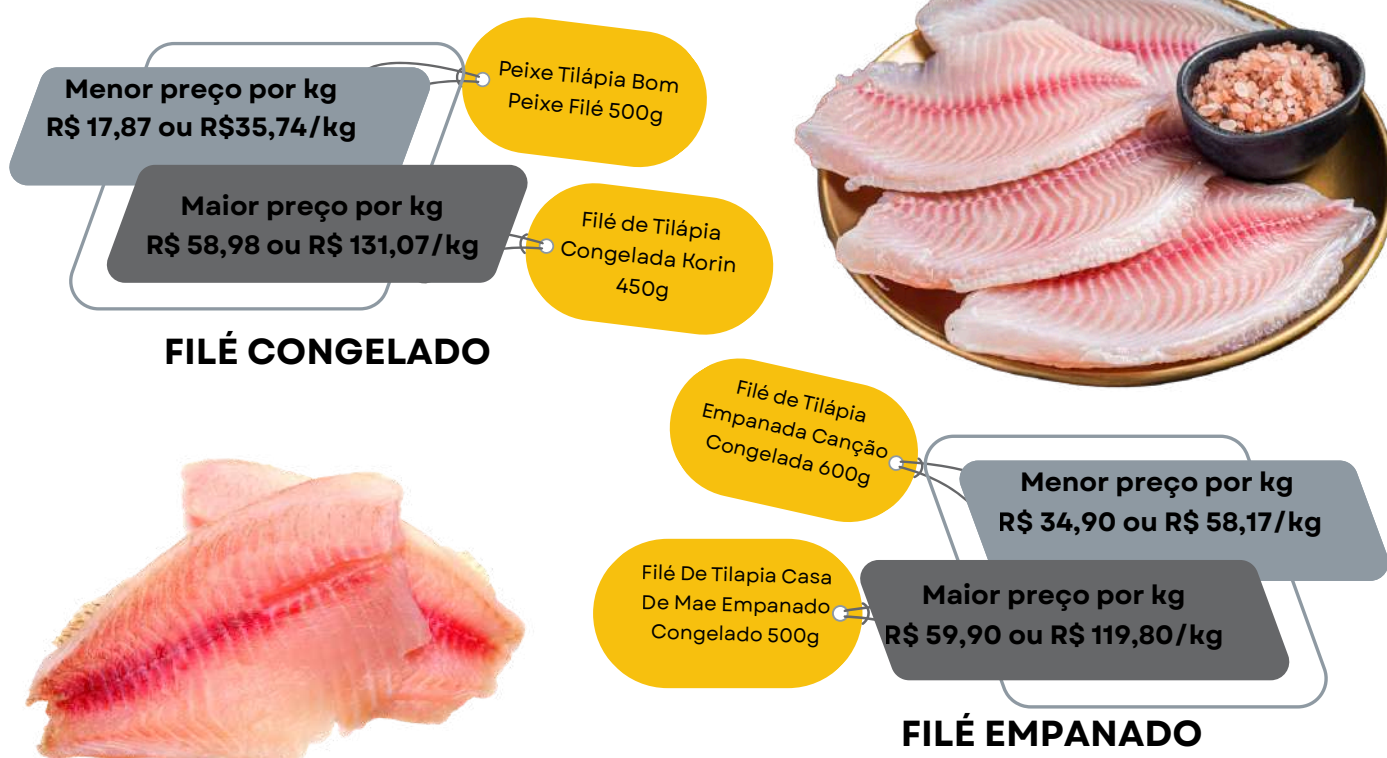 Menor preço por kg
R$ 17,87 ou R$35,74/kg
Peixe Tilápia Bom
Peixe Filé 500g
Maior preço por kg
R$ 58,98 ou R$ 131,07/kg
Filé de Tilápia
Congelada Korin
450g
FILÉ CONGELADO
Filé de Tilápia
Empanada Canção
Congelada 600g
Menor preço por kg
R$ 34,90 ou R$ 58,17/kg
Filé De Tilapia Casa
De Mae Empanado
Congelado 500g
Maior preço por kg
R$ 59,90 ou R$ 119,80/kg
FILÉ EMPANADO